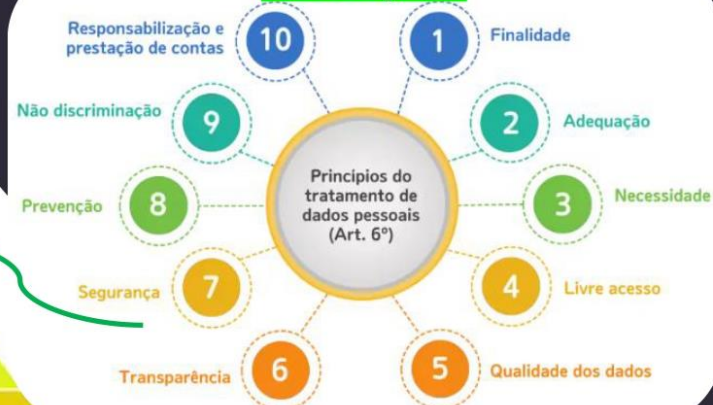 Responsabilização e
prestação de contas
10
1
Finalidade
Não discriminação
9
2
Adequação
Principios do
tratamento de
dados pessoais
(Art. 6º)
Prevenção
8
3
Necessidade
Segurança
7
4
Livre acesso
Transparência
6
5
Qualidade dos dados